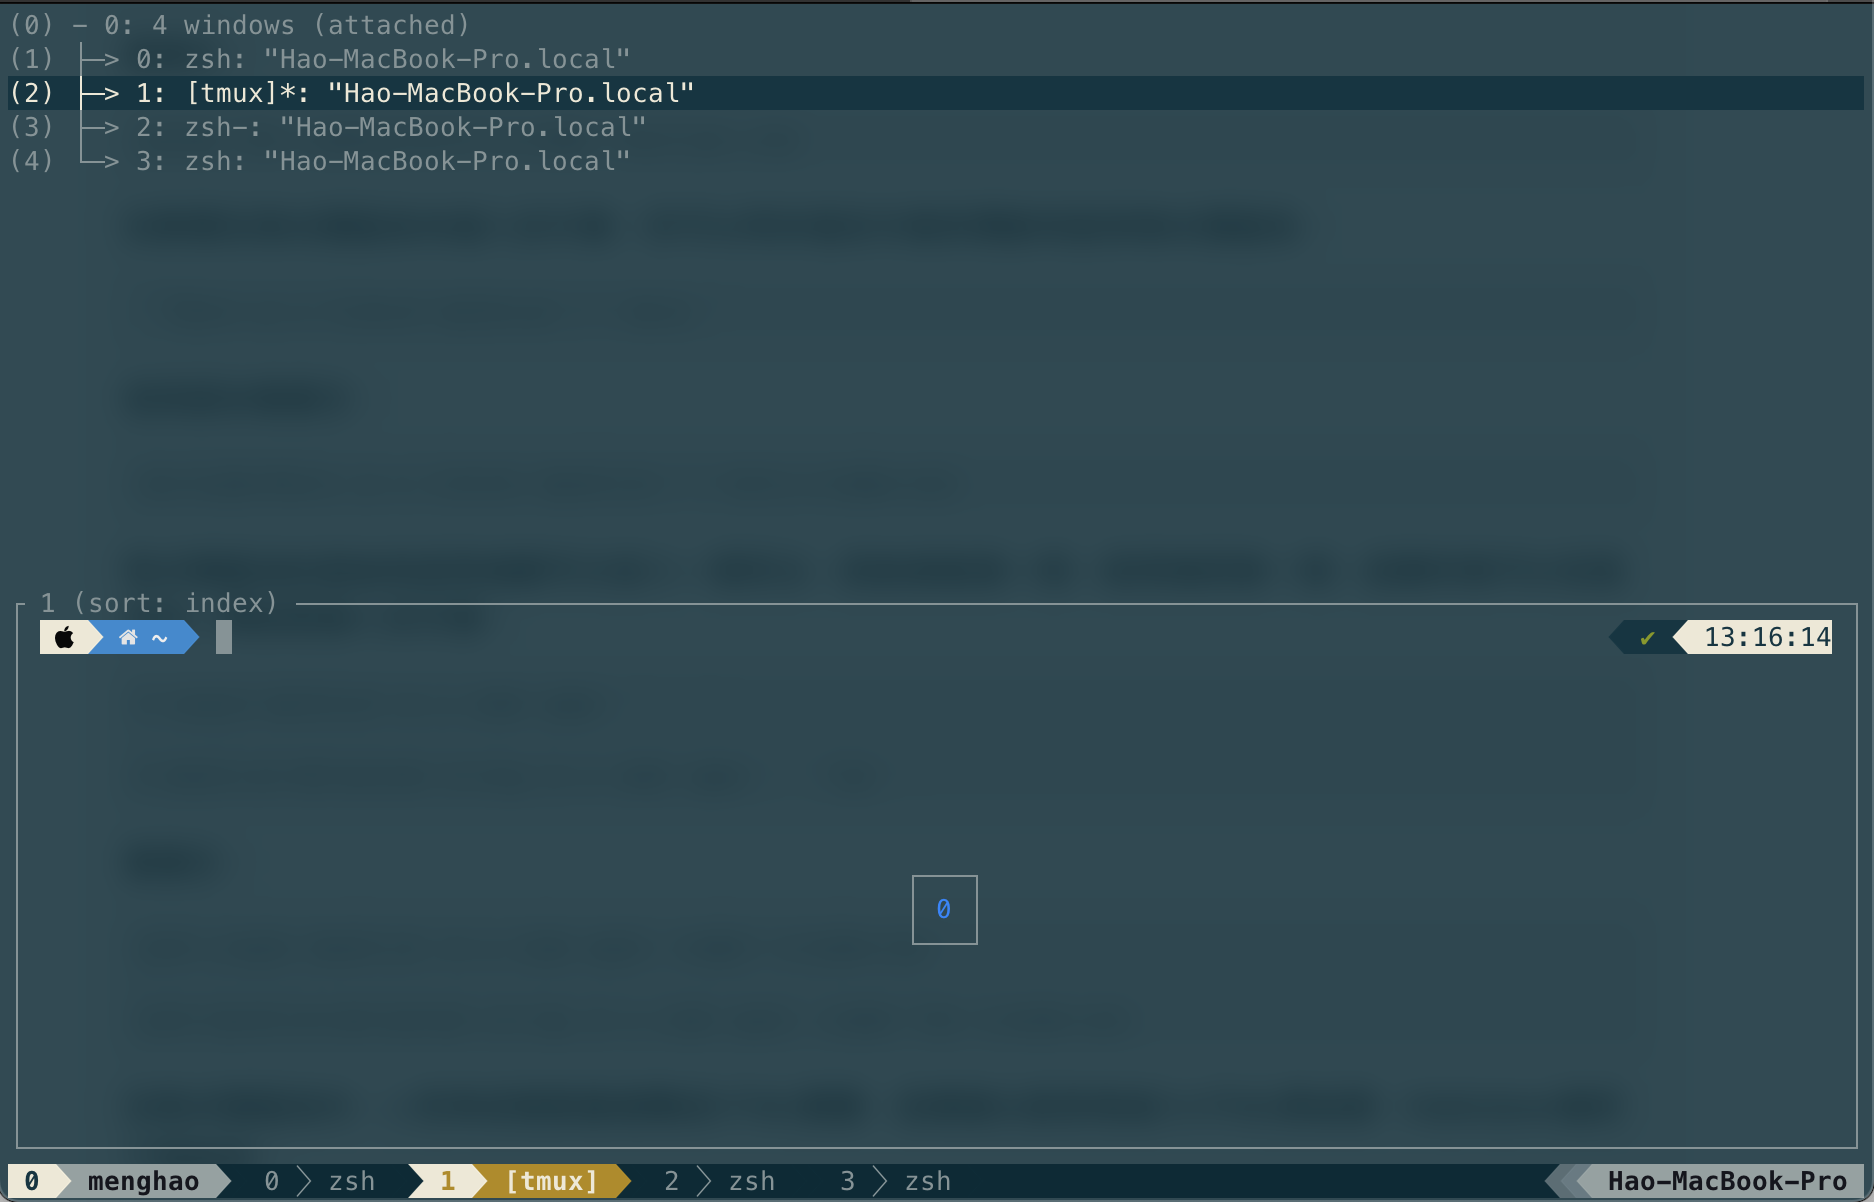 (0) - 0: 4 windows (attached)
(1) ├─> 0: zsh: "Hao-MacBook-Pro.local"
(2) ├─> 1: [tmux]*: "Hao-MacBook-Pro.local"
(3) ├─> 2: zsh-: "Hao-MacBook-Pro.local"
(4) └─> 3: zsh: "Hao-MacBook-Pro.local"
1 (sort: index)
~ ✔ 13:16:14
0
0 menghao 0 zsh 1 [tmux] 2 zsh 3 zsh Hao-MacBook-Pro